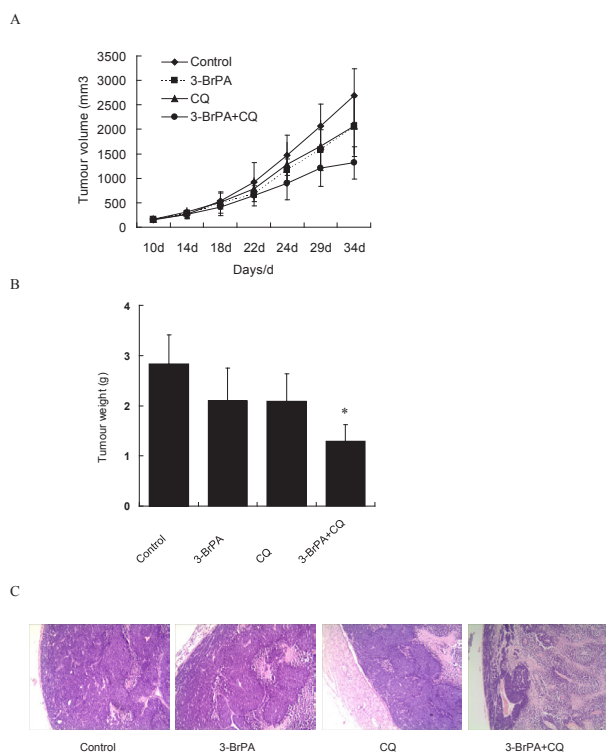 A
Tumour volume (mm3
3500
3000
2500
2000
1500
1000
500
0
Control
3-BrPA
CQ
3-BrPA+CQ
10d 14d 18d 22d 24d 29d 34d
Days/d
B
Tumour weight (g)
4
3
2
1
0
*
Control 3-BrPA CQ 3-BrPA+CQ
C
Control 3-BrPA CQ 3-BrPA+CQ